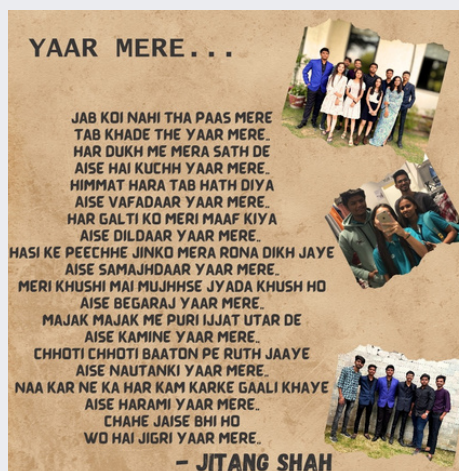 YAAR MERE...
JAB KOI NAHI THA PAAS MERE
TAB KHADE THE YAAR MERE..
HAR DUKH ME MERA SATH DE
AISE HAI KUCHH YAAR MERE..
HIMMAT HARA TAB HATH DIYA
AISE VAFADAAR YAAR MERE..
HAR GALTI KO MERI MAAF KIYA
AISE DILDAAR YAAR MERE..
HASI KE PEECHHE JINKO MERA RONA DIKH JAYE
AISE SAMAJHDAAR YAAR MERE..
MERI KHUSHI MAI MUJHHSE JYADA KHUSH HO
AISE BEGARAJ YAAR MERE..
MAJAK MAJAK ME PURI IJJAT UTAR DE
AISE KAMINE YAAR MERE..
CHHOTI CHHOTI BAATON PE RUTH JAAYE
AISE NAUTANKI YAAR MERE..
NAA KAR NE KA HAR KAM KARKE GAALI KHAYE
AISE HARAMI YAAR MERE..
CHAHE JAISE BHI HO
WO HAI JIGRI YAAR MERE..
- JITANG SHAH